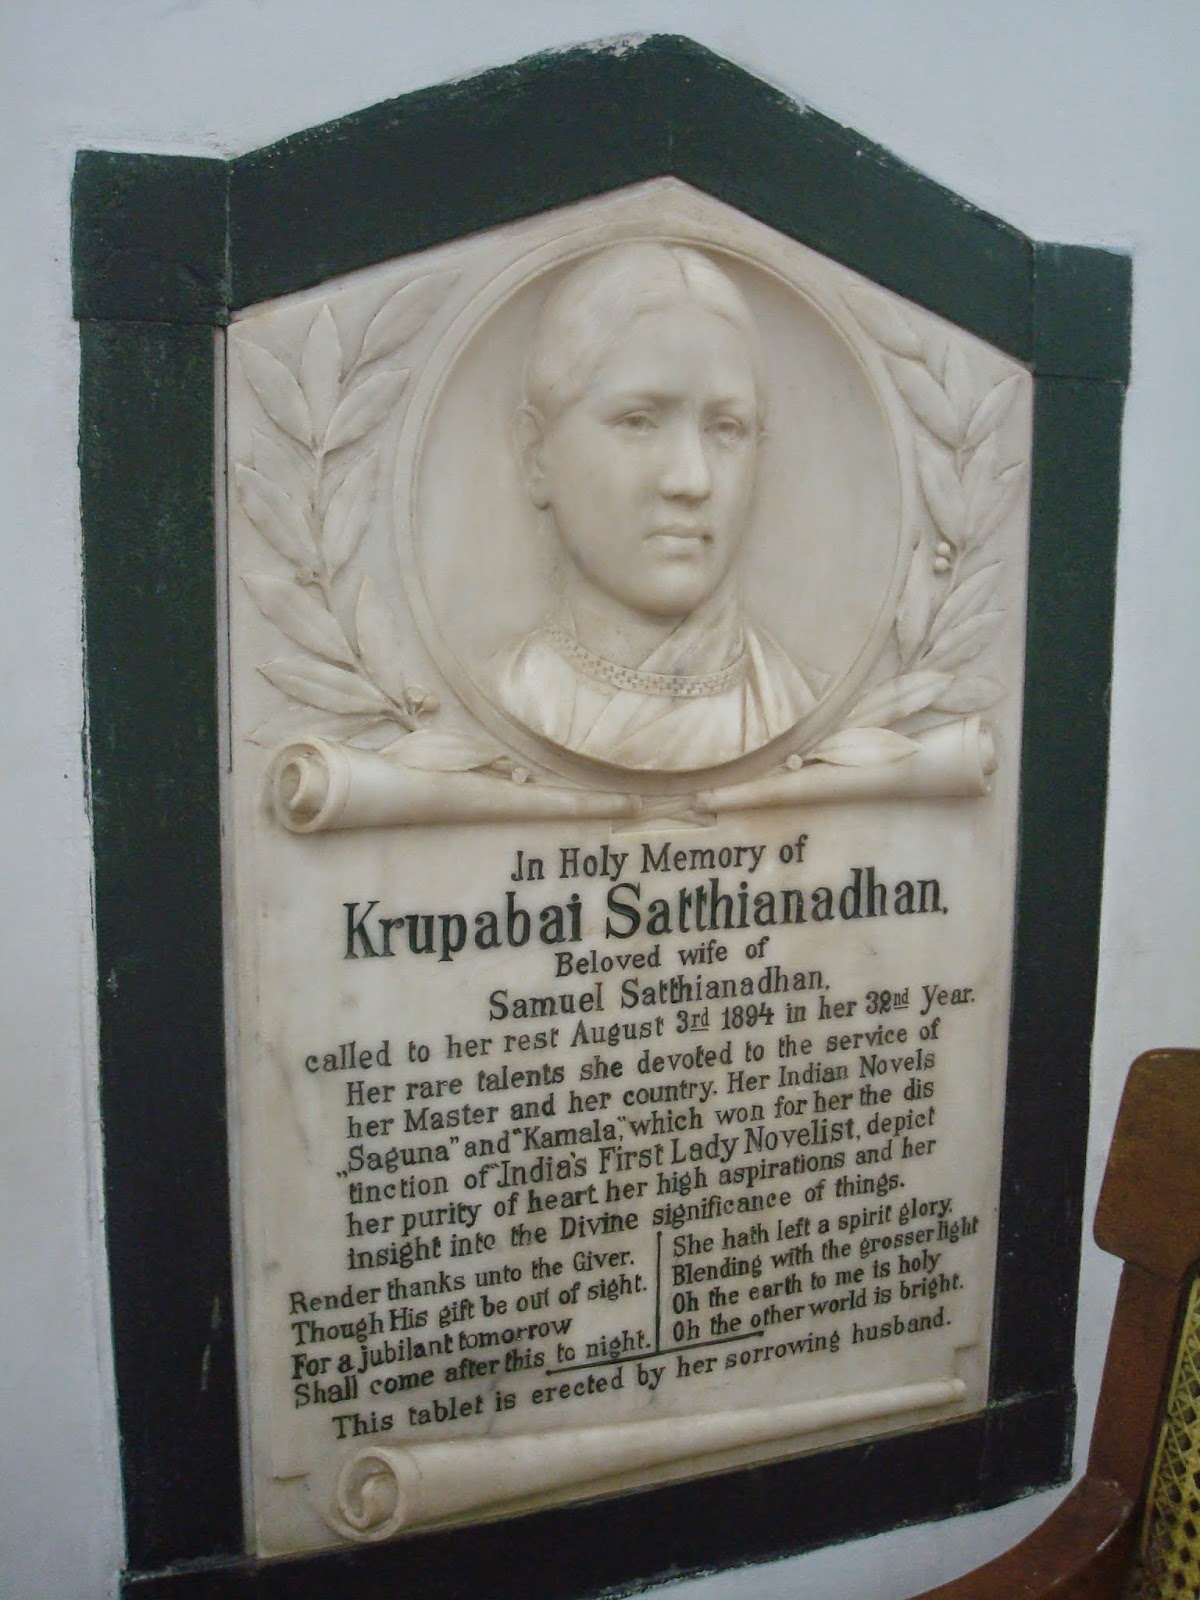 In Holy Memory of
Krupabai Satthianadhan,
Beloved wife of
Samuel Satthianadhan,
called to her rest August 3rd 1894 in her 32nd Year.
Her rare talents she devoted to the service of
her Master and her country. Her Indian Novels
„Saguna” and “Kamala,” which won for her the dis
tinction of “India's First Lady Novelist, depict
her purity of heart her high aspirations and her
insight into the Divine significance of things.
Render thanks unto the Giver.
Though His gift be out of sight.
For a jubilant tomorrow
Shall come after this to night.
She hath left a spirit glory.
Blending with the grosser light
Oh the earth to me is holy
Oh the other world is bright.
This tablet is erected by her sorrowing husband.